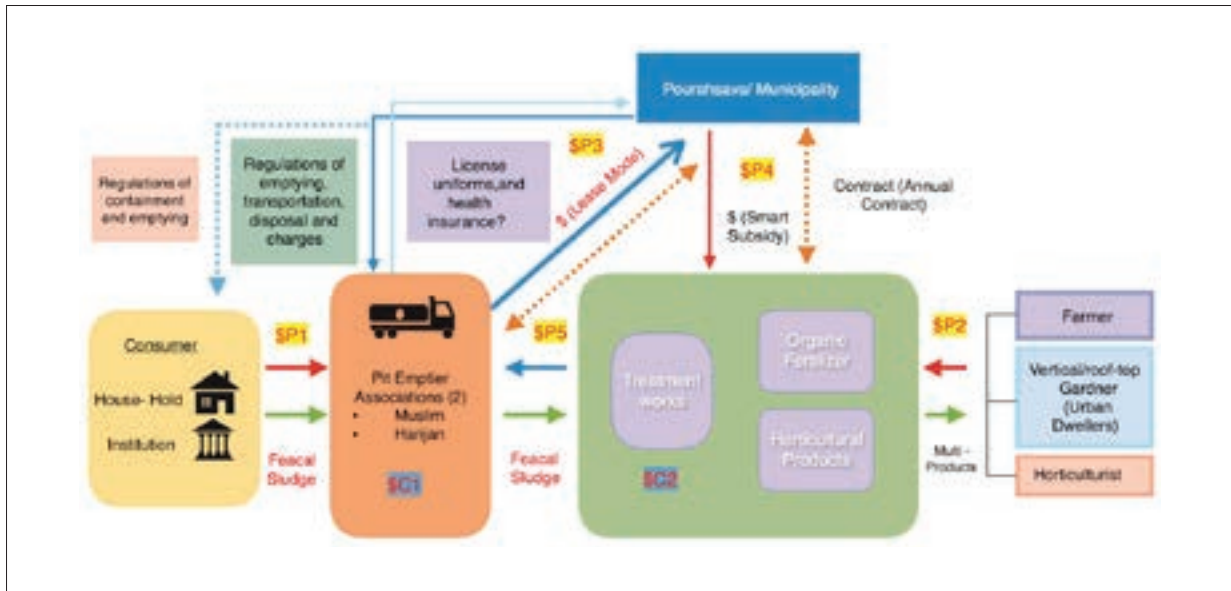 Pourahsava/ Municipality
$P3
$P4
Regulations of
containment
and emptying
Regulations of
emptying,
transportation,
disposal and
charges
License
uniforms,and
health
insurance?
$ (Lease Mode)
$ (Smart
Subsidy)
Contract (Annual
Contract)
Consumer
House- Hold
Institution
$P1
Feacal
Sludge
Pit Emptier
Associations (2)
• Muslim
• Harijan
$C1
$P5
Feacal
Sludge
Treatment
works
$C2
Organic
Fertilizer
Horticultural
Products
$P2
Multi -
Products
Farmer
Vertical/roof-top
Gardner
(Urban
Dwellers)
Horticulturist